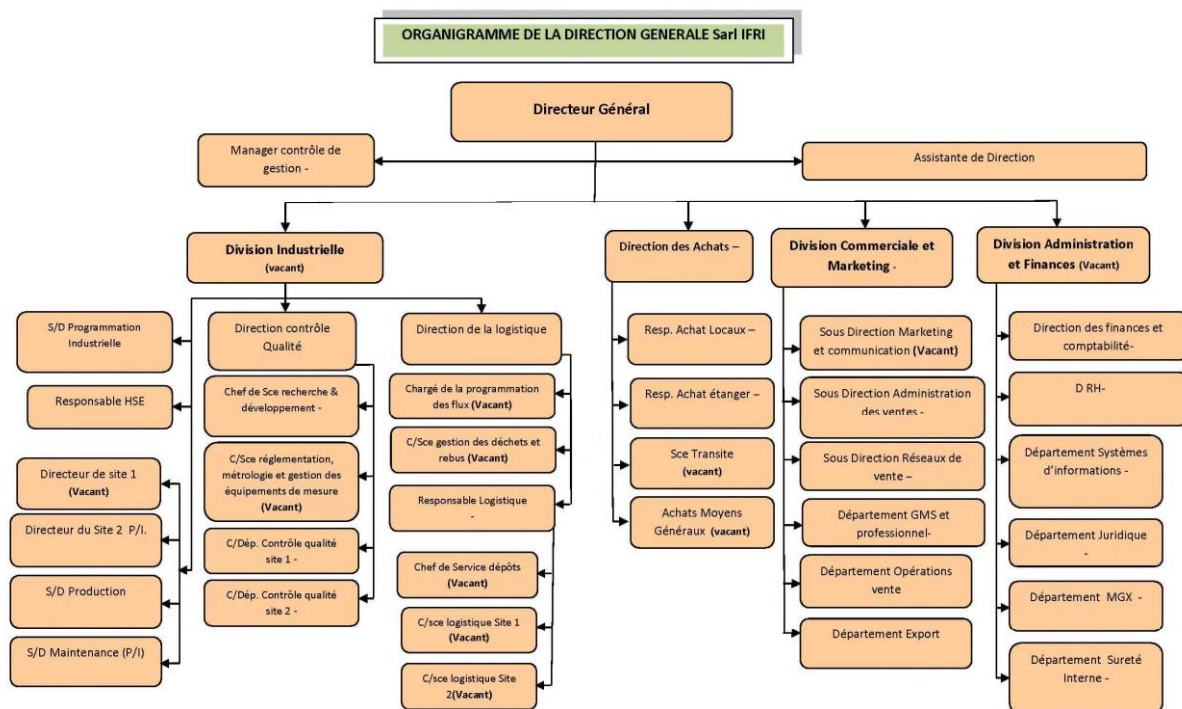 ORGANIGRAMME DE LA DIRECTION GENERALE Sarl IFRI
Directeur Général
Manager contrôle de
gestion -
Assistante de Direction
Division Industrielle
(vacant)
Direction des Achats –
Division Commerciale et
Marketing -
Division Administration
et Finances (Vacant)
S/D Programmation
Industrielle
Responsable HSE
Directeur de site 1
(Vacant)
Directeur du Site 2 P/I.
S/D Production
S/D Maintenance (P/I)
Direction contrôle
Qualité
Chef de Sce recherche &
développement -
C/Sce réglementation,
métrologie et gestion des
équipements de mesure
(Vacant)
C/Dép. Contrôle qualité
site 1 -
C/Dép. Contrôle qualité
site 2 -
Direction de la logistique
Chargé de la programmation
des flux (Vacant)
C/Sce gestion des déchets et
rebus (Vacant)
Responsable Logistique
-
Chef de Service dépôts
(Vacant)
C/sce logistique Site 1
(Vacant)
C/sce logistique Site
2(Vacant)
Resp. Achat Locaux –
Resp. Achat étanger –
Sce Transite
(vacant)
Achats Moyens
Généraux (vacant)
Sous Direction Marketing
et communication (Vacant)
Sous Direction Administration
des ventes -
Sous Direction Réseaux de
vente –
Département GMS et
professionnel-
Département Opérations
vente
Département Export
Direction des finances et
comptabilité-
D RH-
Département Systèmes
d'informations -
Département Juridique
-
Département MGX -
Département Sureté
Interne -